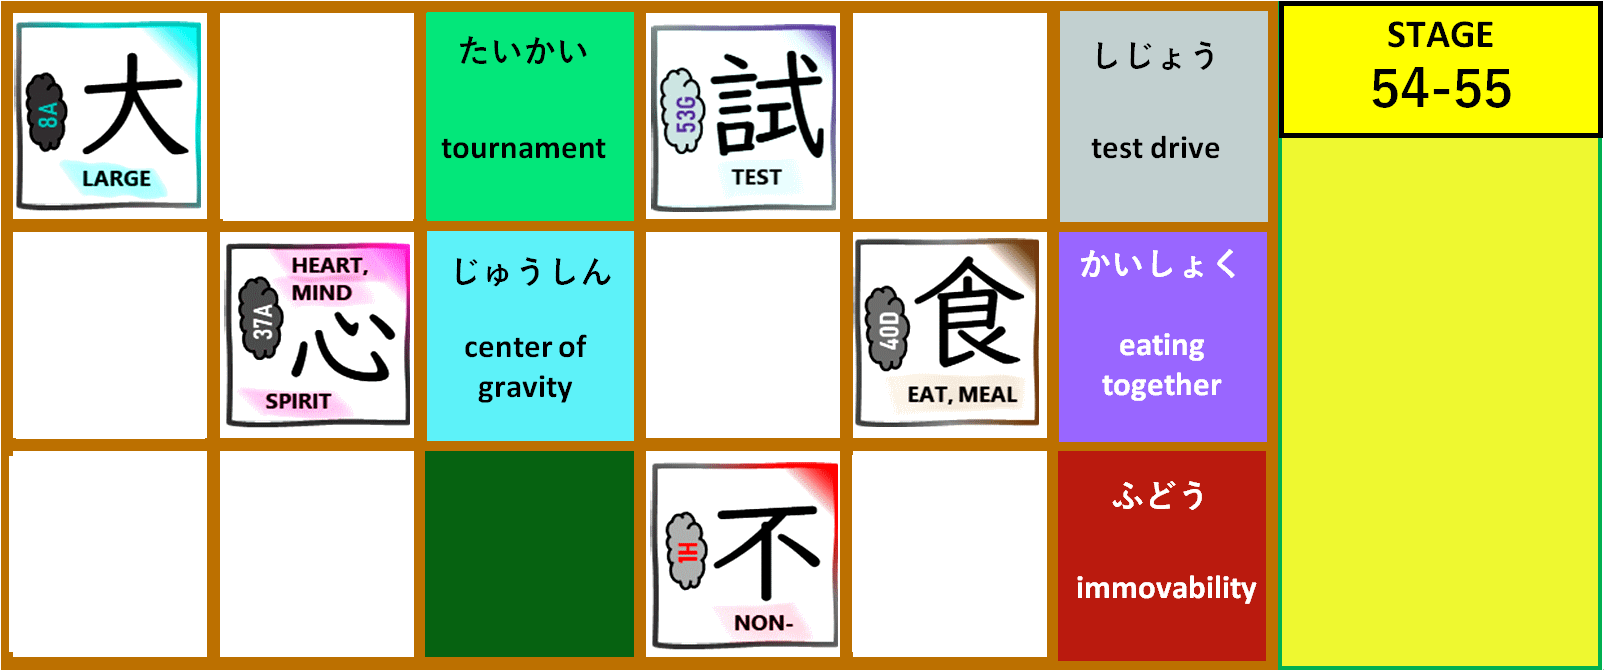 8A
大
LARGE
たいかい
tournament
53G
試
TEST
しじょう
test drive
STAGE
54-55
HEART,
MIND
37A
心
SPIRIT
じゅうしん
center of
gravity
40D
食
EAT, MEAL
かいしょく
eating
together
1H
不
NON-
ふどう
immovability